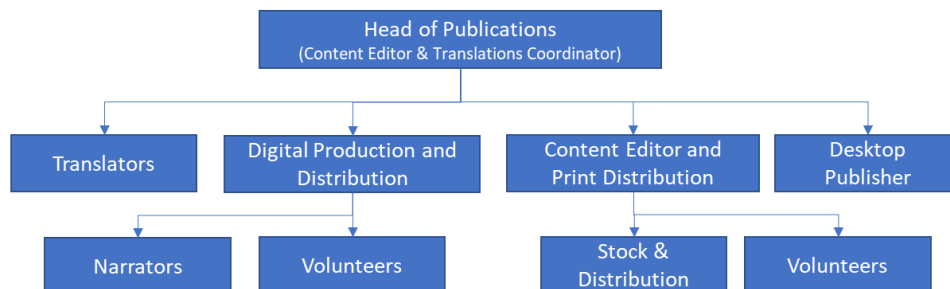 Head of Publications
(Content Editor & Translations Coordinator)
Translators
Digital Production and
Distribution
Content Editor and
Print Distribution
Desktop
Publisher
Narrators
Volunteers
Stock &
Distribution
Volunteers